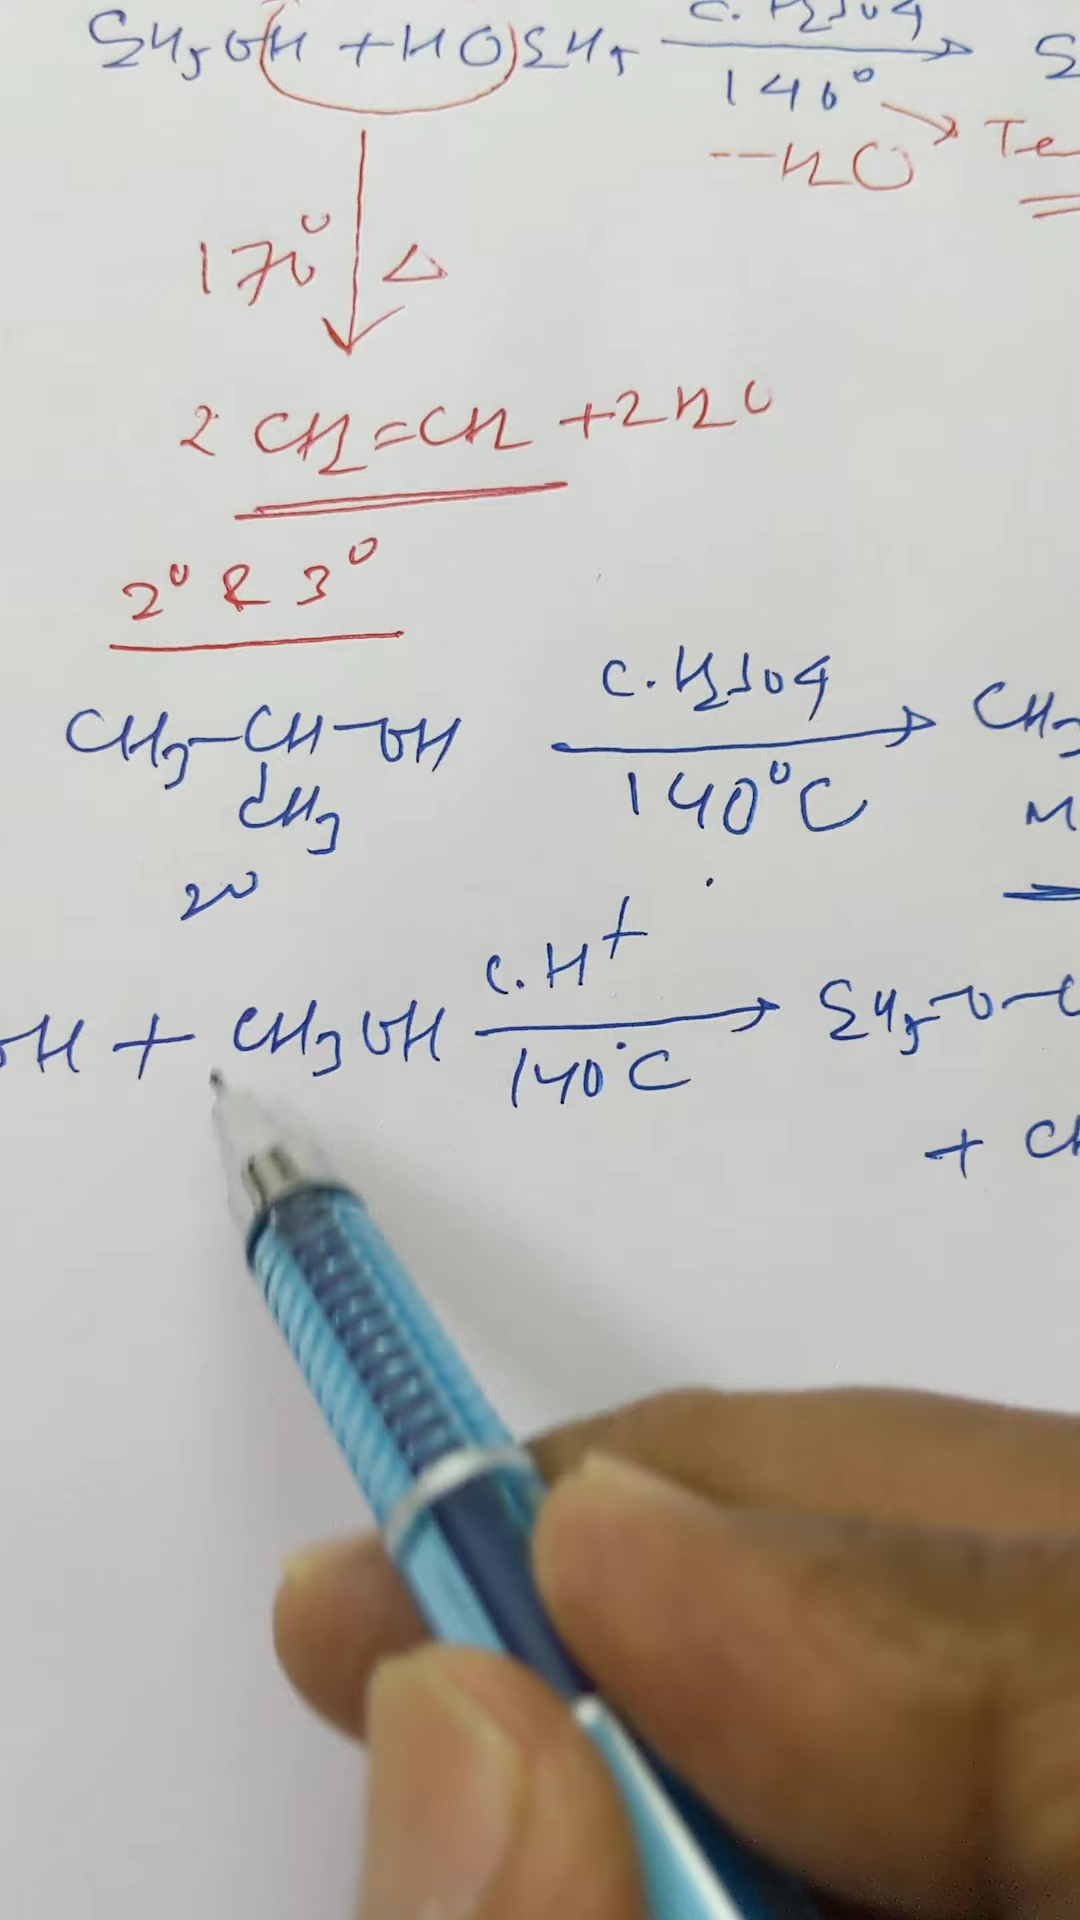 C2H5OH + HOC2H5 C. H2SO4
140°
--H2O Te
170° Δ
2 CH2=CH2 + 2H2O
2° & 3°
CH3-CH-OH C. H2SO4 CH3
CH3 140°C M
2°
OH + CH3OH C. H+ C2H5-O-C
140°C
+ CH